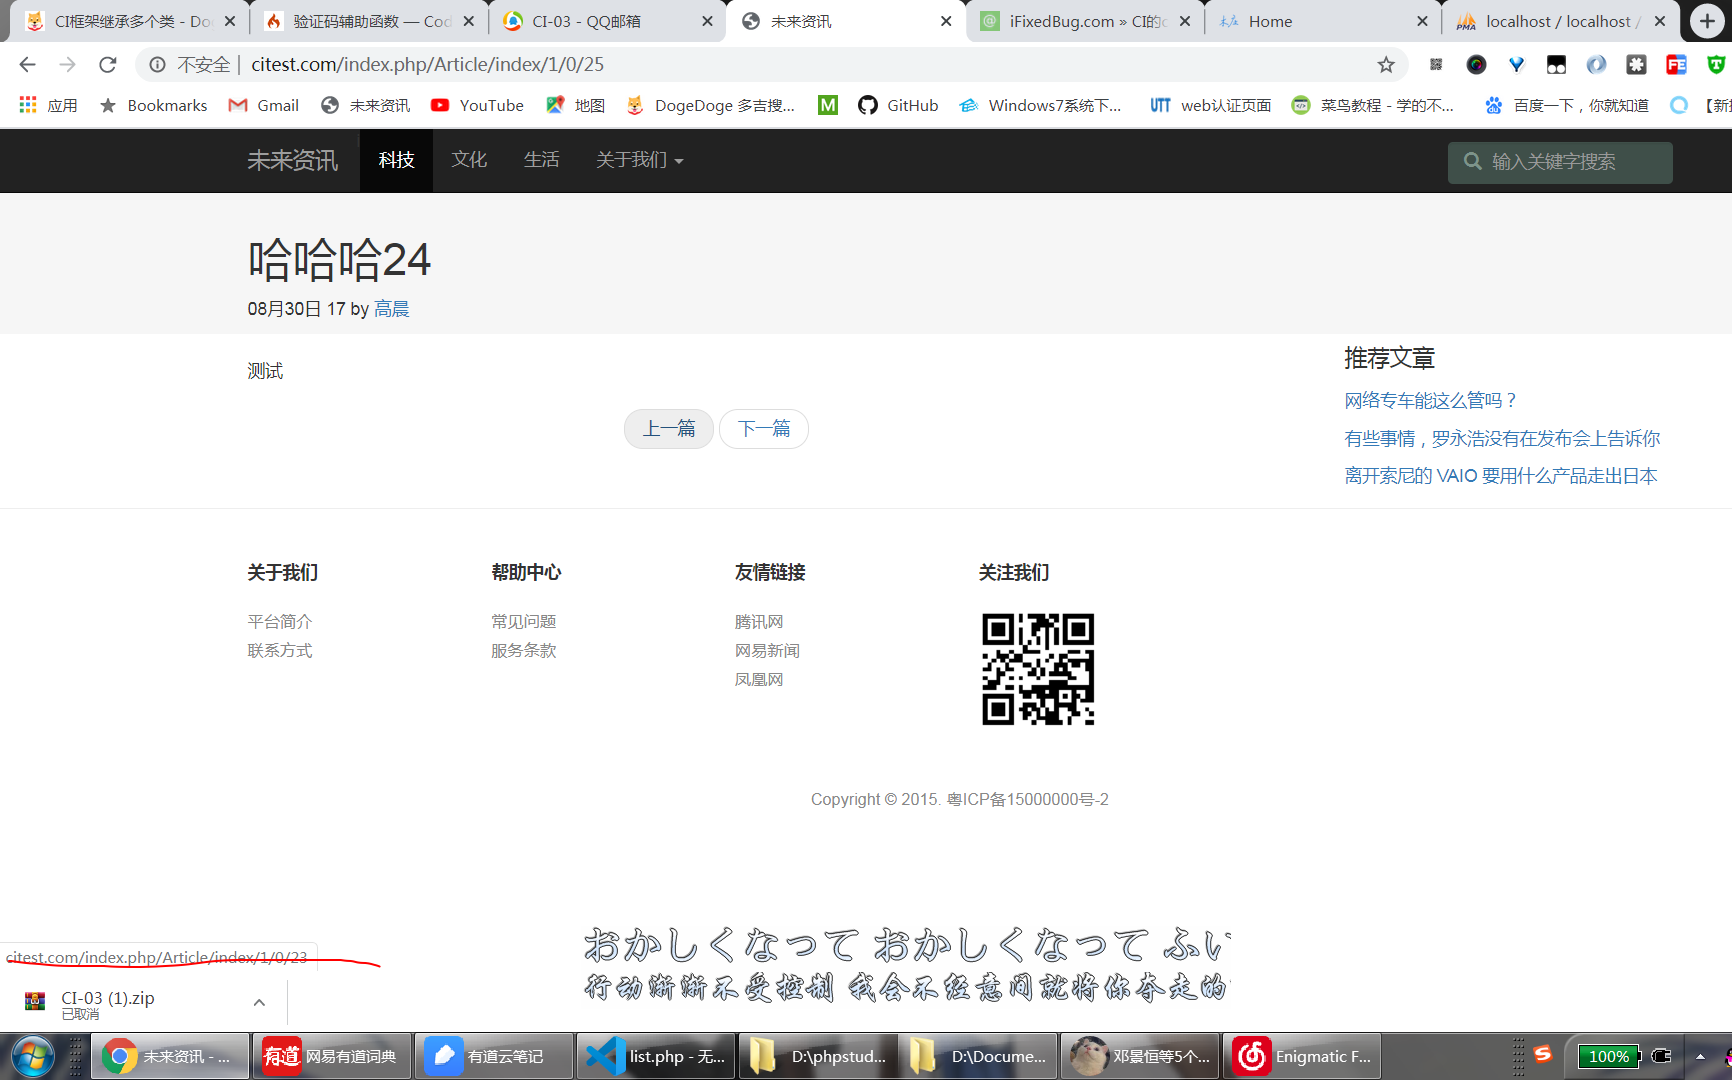 CI框架继承多个类 - Do
验证码辅助函数 — Cod
CI-03 - QQ邮箱
未来资讯
iFixedBug.com » CI的c
Home
localhost / localhost /
不安全 | citest.com/index.php/Article/index/1/0/25
应用
Bookmarks
Gmail
未来资讯
YouTube
地图
DogeDoge 多吉搜...
GitHub
Windows7系统下...
UTT web认证页面
菜鸟教程 - 学的不...
百度一下，你就知道
未来资讯 科技 文化 生活 关于我们
输入关键字搜索
哈哈哈24
08月30日 17 by 高晨
测试
上一篇 下一篇
推荐文章
网络专车能这么管吗？
有些事情，罗永浩没有在发布会上告诉你
离开索尼的 VAIO 要用什么产品走出日本
关于我们
平台简介
联系方式
帮助中心
常见问题
服务条款
友情链接
腾讯网
网易新闻
凤凰网
关注我们
Copyright © 2015. 粤ICP备15000000号-2
おかしくなって おかしくなって ふい
行动渐渐不受控制 我会不经意间就将你夺走的
citest.com/index.php/Article/index/1/0/23
CI-03 (1).zip
已取消
未来资讯 - ...
有道 网易有道词典
有道云笔记
list.php - 无...
D:\phpstud...
D:\Docume...
邓景恒等5个...
Enigmatic F...
100%